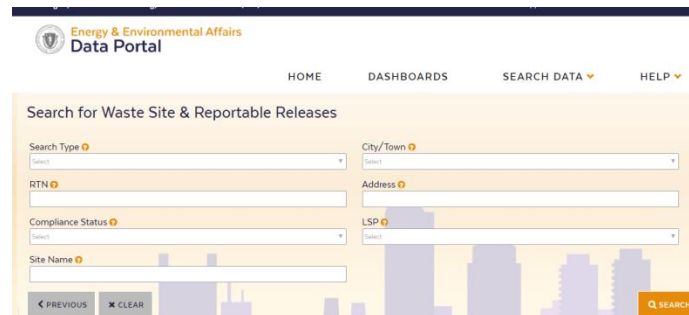 Energy & Environmental Affairs
Data Portal
HOME DASHBOARDS SEARCH DATA HELP
Search for Waste Site & Reportable Releases
Search Type City/Town
Select Select
RTN Address
Compliance Status LSP
Select Select
Site Name
PREVIOUS CLEAR SEARCH